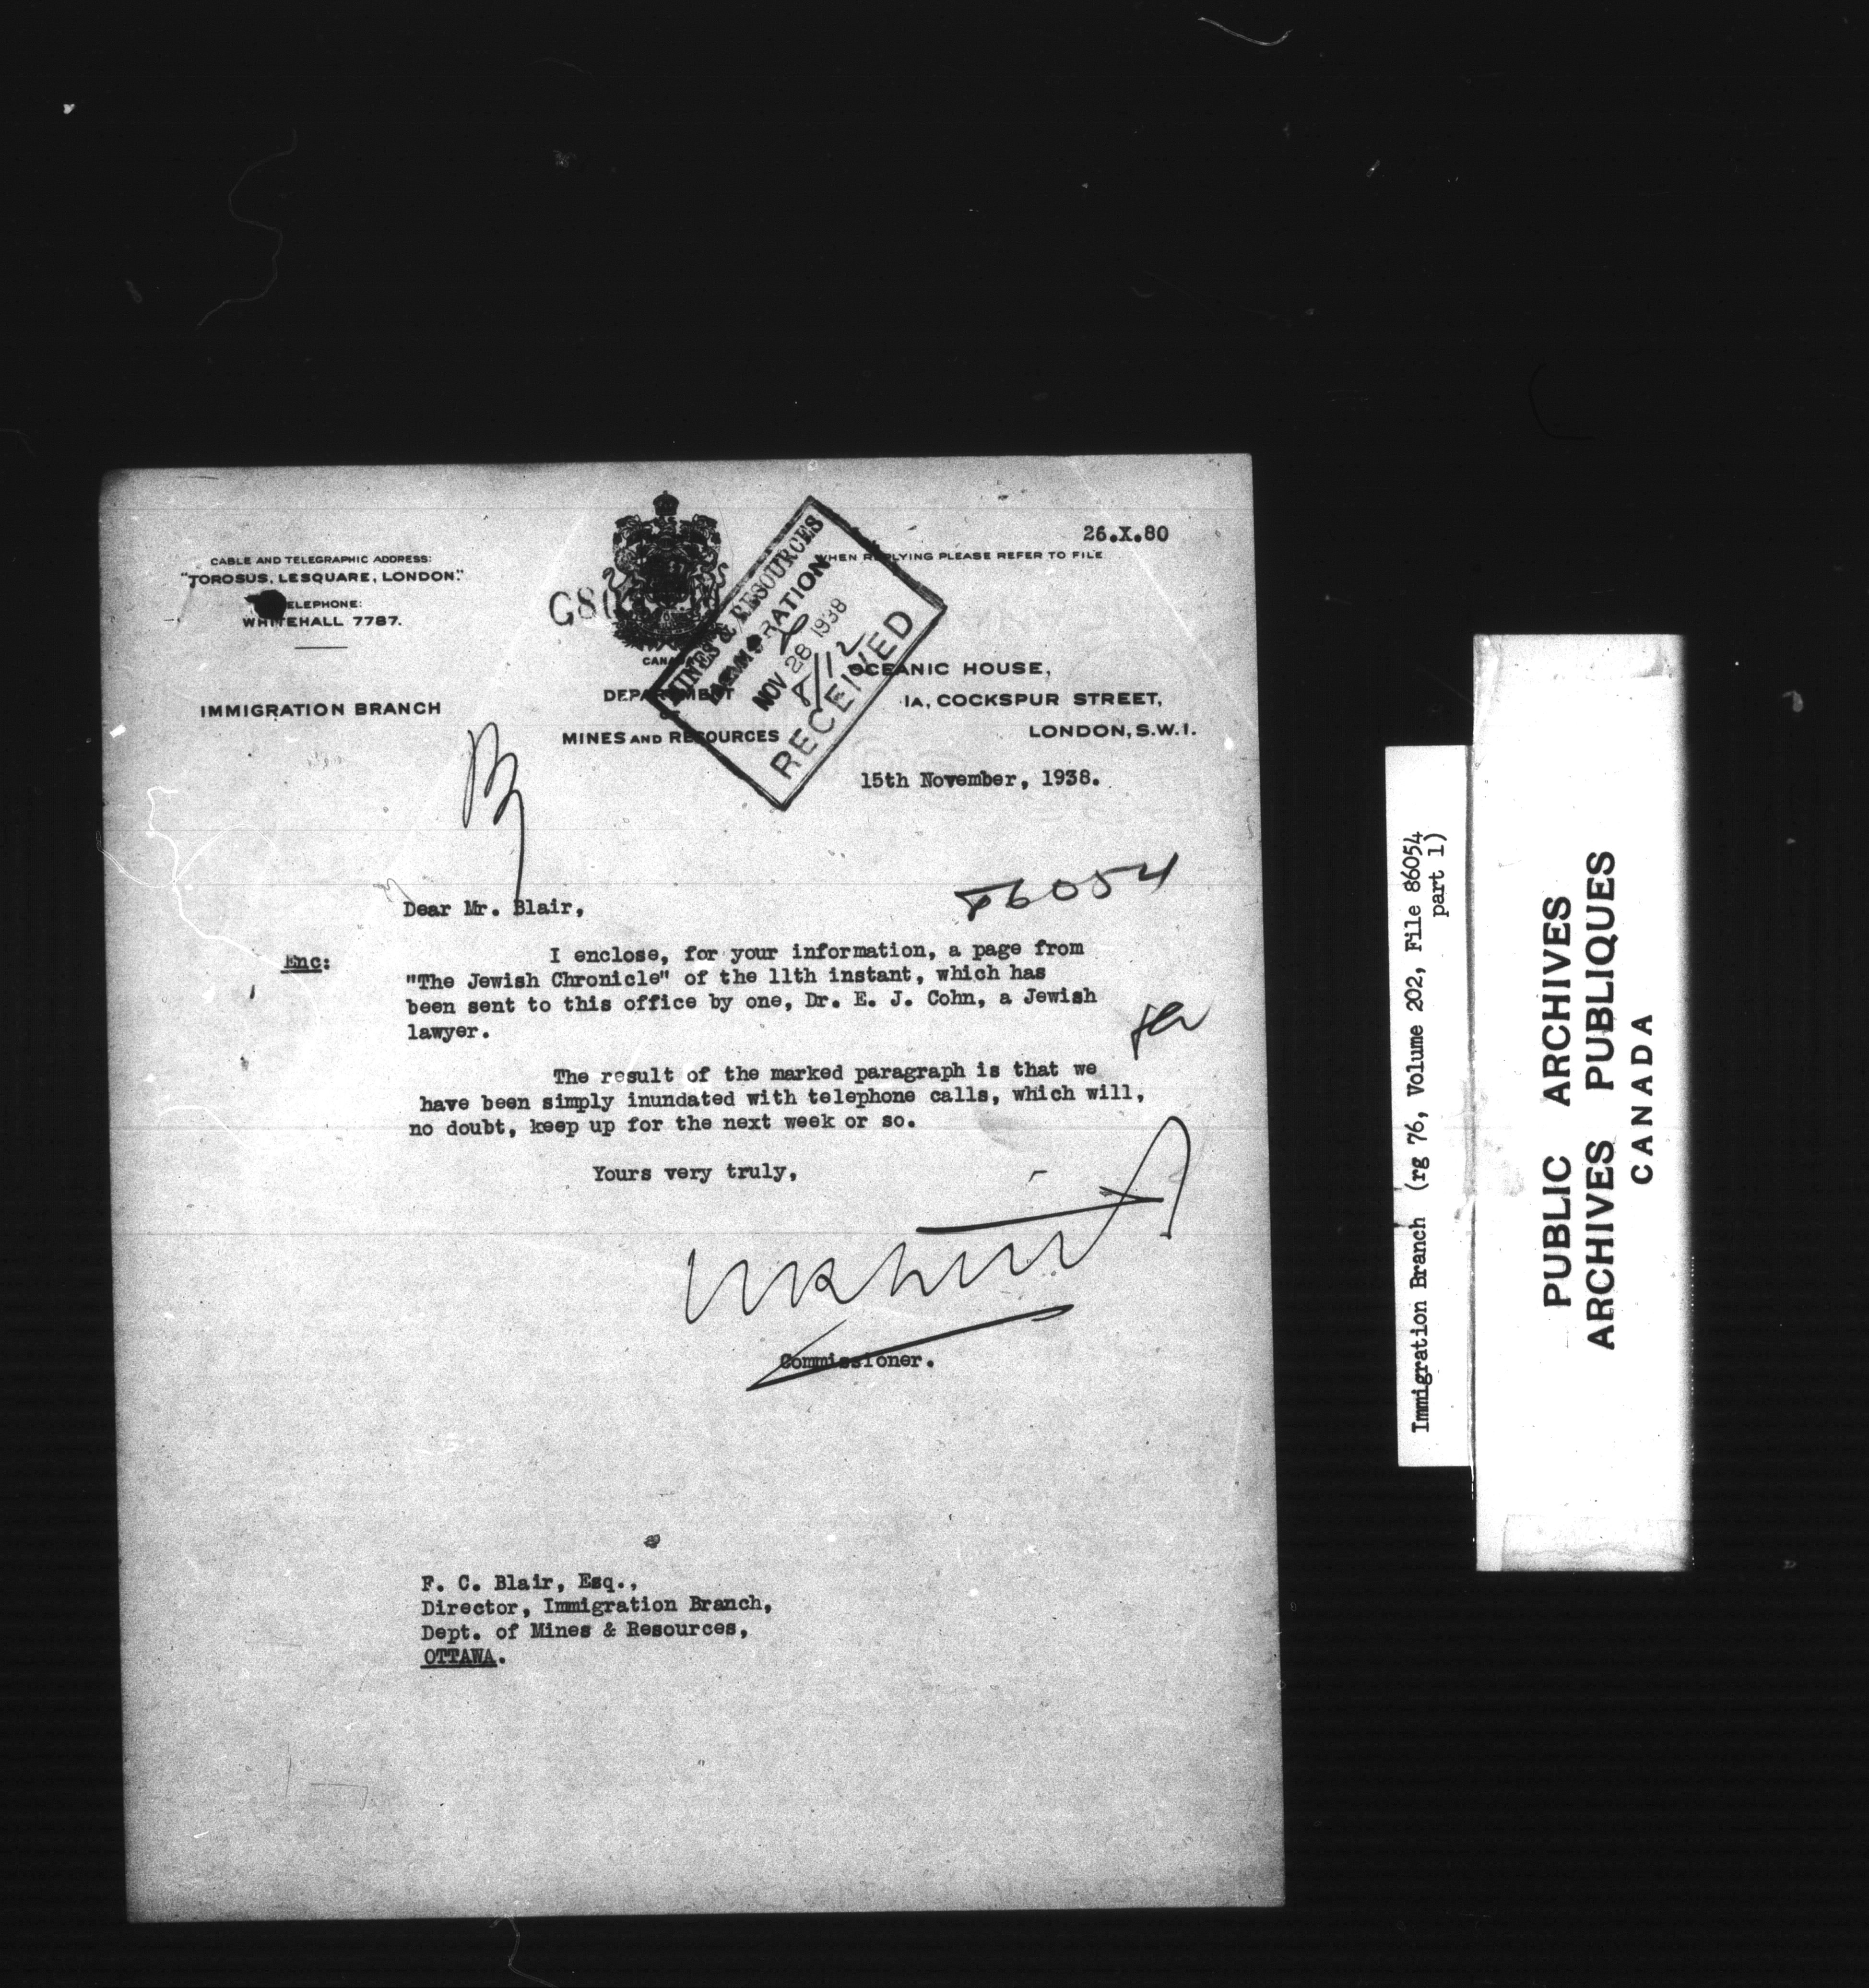 26.X.80
CABLE AND TELEGRAPHIC ADDRESS:
"TOROSUS, LESQUARE, LONDON."
TELEPHONE:
WHITEHALL 7787.
WHEN REPLYING PLEASE REFER TO FILE
MINES & RESOURCES
IMMIGRATION
NOV 28 1938
8/12
RECEIVED
CANADA
DEPARTMENT
OF
MINES AND RESOURCES
IMMIGRATION BRANCH
OCEANIC HOUSE,
1A, COCKSPUR STREET,
LONDON, S.W.1.
15th November, 1938.
86054
Dear Mr. Blair,
Enc:
I enclose, for your information, a page from
"The Jewish Chronicle" of the 11th instant, which has
been sent to this office by one, Dr. E. J. Cohn, a Jewish
lawyer.
The result of the marked paragraph is that we
have been simply inundated with telephone calls, which will,
no doubt, keep up for the next week or so.
Yours very truly,
Commissioner.
F. C. Blair, Esq.,
Director, Immigration Branch,
Dept. of Mines & Resources,
OTTAWA.
Immigration Branch (rg 76, Volume 202, File 86054
part 1)
PUBLIC ARCHIVES
ARCHIVES PUBLIQUES
CANADA